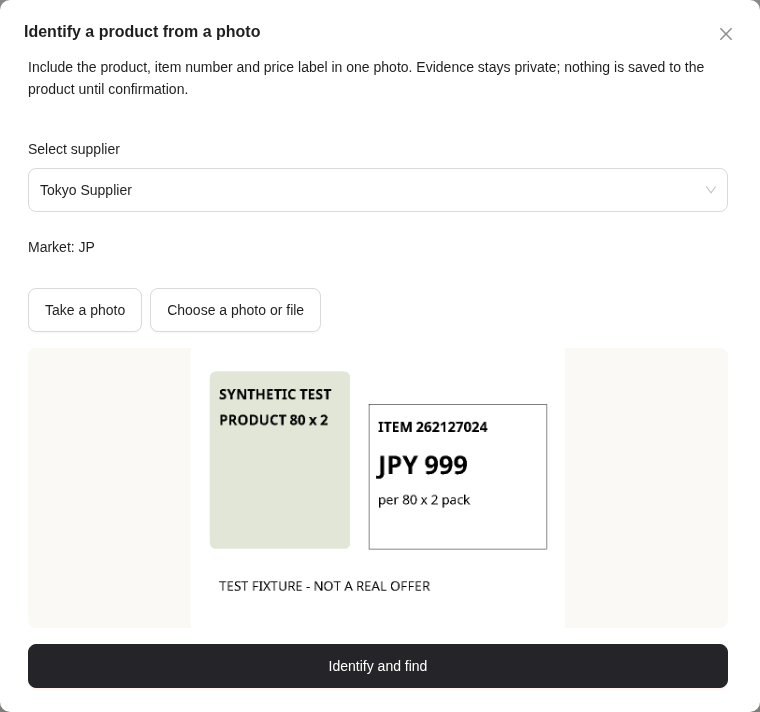 Identify a product from a photo
Include the product, item number and price label in one photo. Evidence stays private; nothing is saved to the
product until confirmation.
Select supplier
Tokyo Supplier
Market: JP
Take a photo
Choose a photo or file
SYNTHETIC TEST
PRODUCT 80 x 2
ITEM 262127024
JPY 999
per 80 x 2 pack
TEST FIXTURE - NOT A REAL OFFER
Identify and find